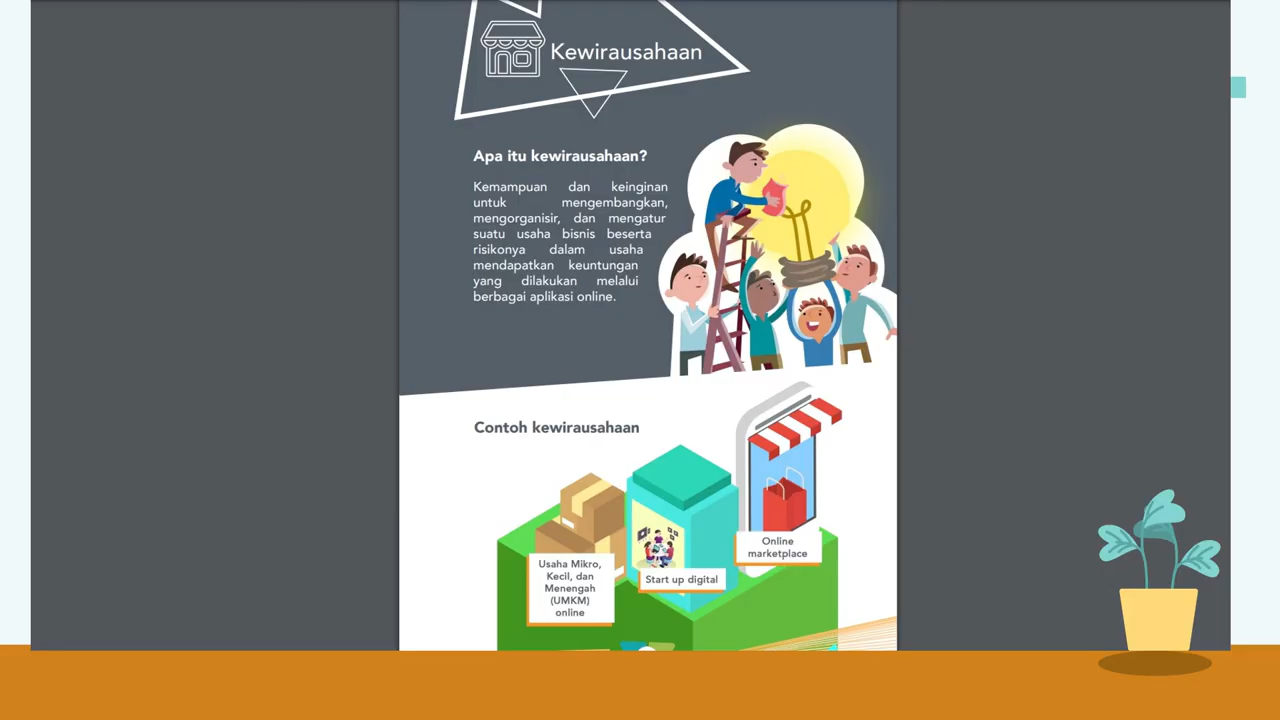 Kewirausahaan
Apa itu kewirausahaan?
Kemampuan dan keinginan
untuk mengembangkan,
mengorganisir, dan mengatur
suatu usaha bisnis beserta
risikonya dalam usaha
mendapatkan keuntungan
yang dilakukan melalui
berbagai aplikasi online.
Contoh kewirausahaan
Usaha Mikro,
Kecil, dan
Menengah
(UMKM)
online
Start up digital
Online
marketplace